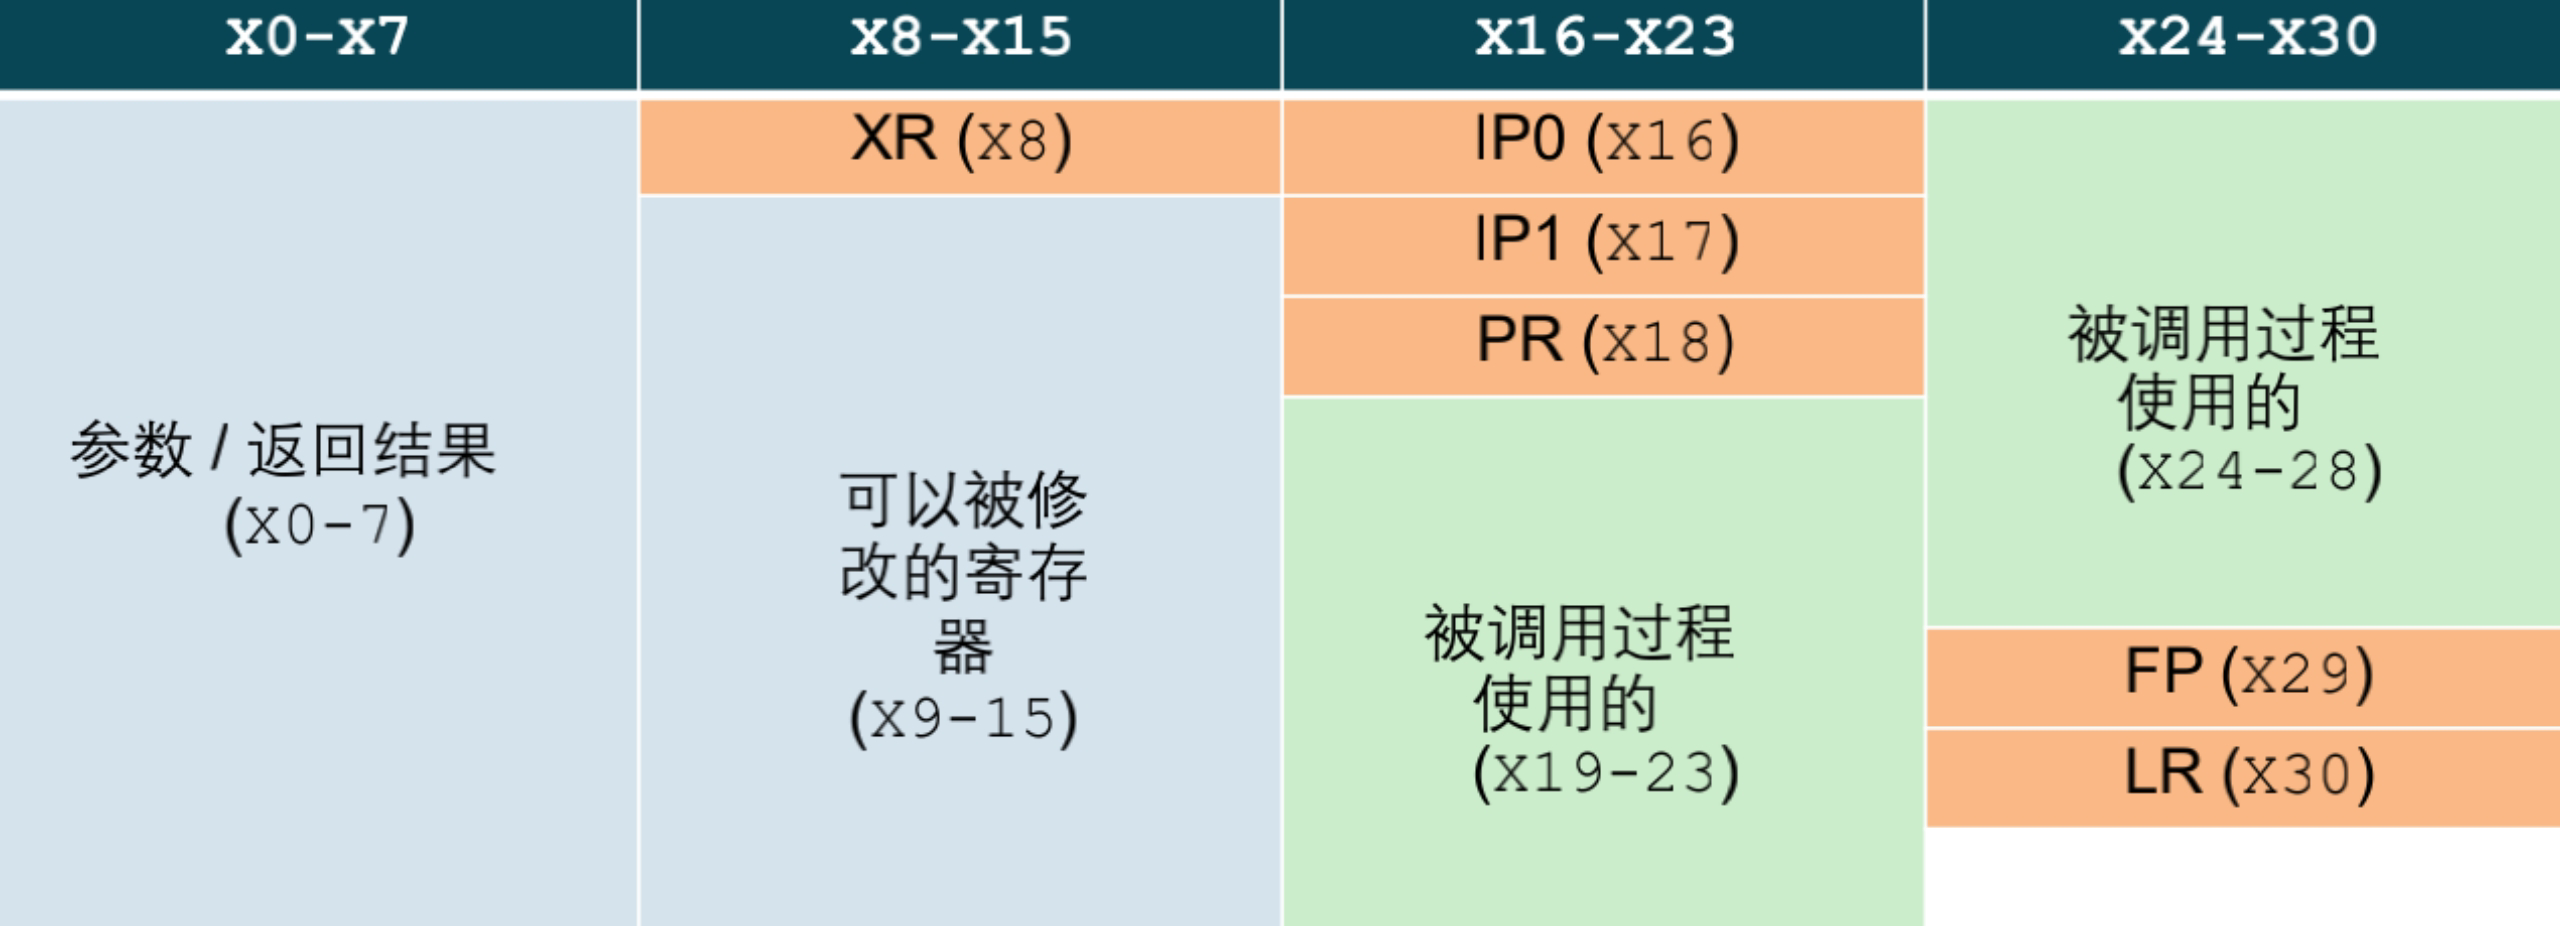 X0-X7
X8-X15
X16-X23
X24-X30
参数 / 返回结果
(X0-7)
XR (X8)
可以被修
改的寄存
器
(X9-15)
IP0 (X16)
IP1 (X17)
PR (X18)
被调用过程
使用的
(X19-23)
被调用过程
使用的
(X24-28)
FP (X29)
LR (X30)